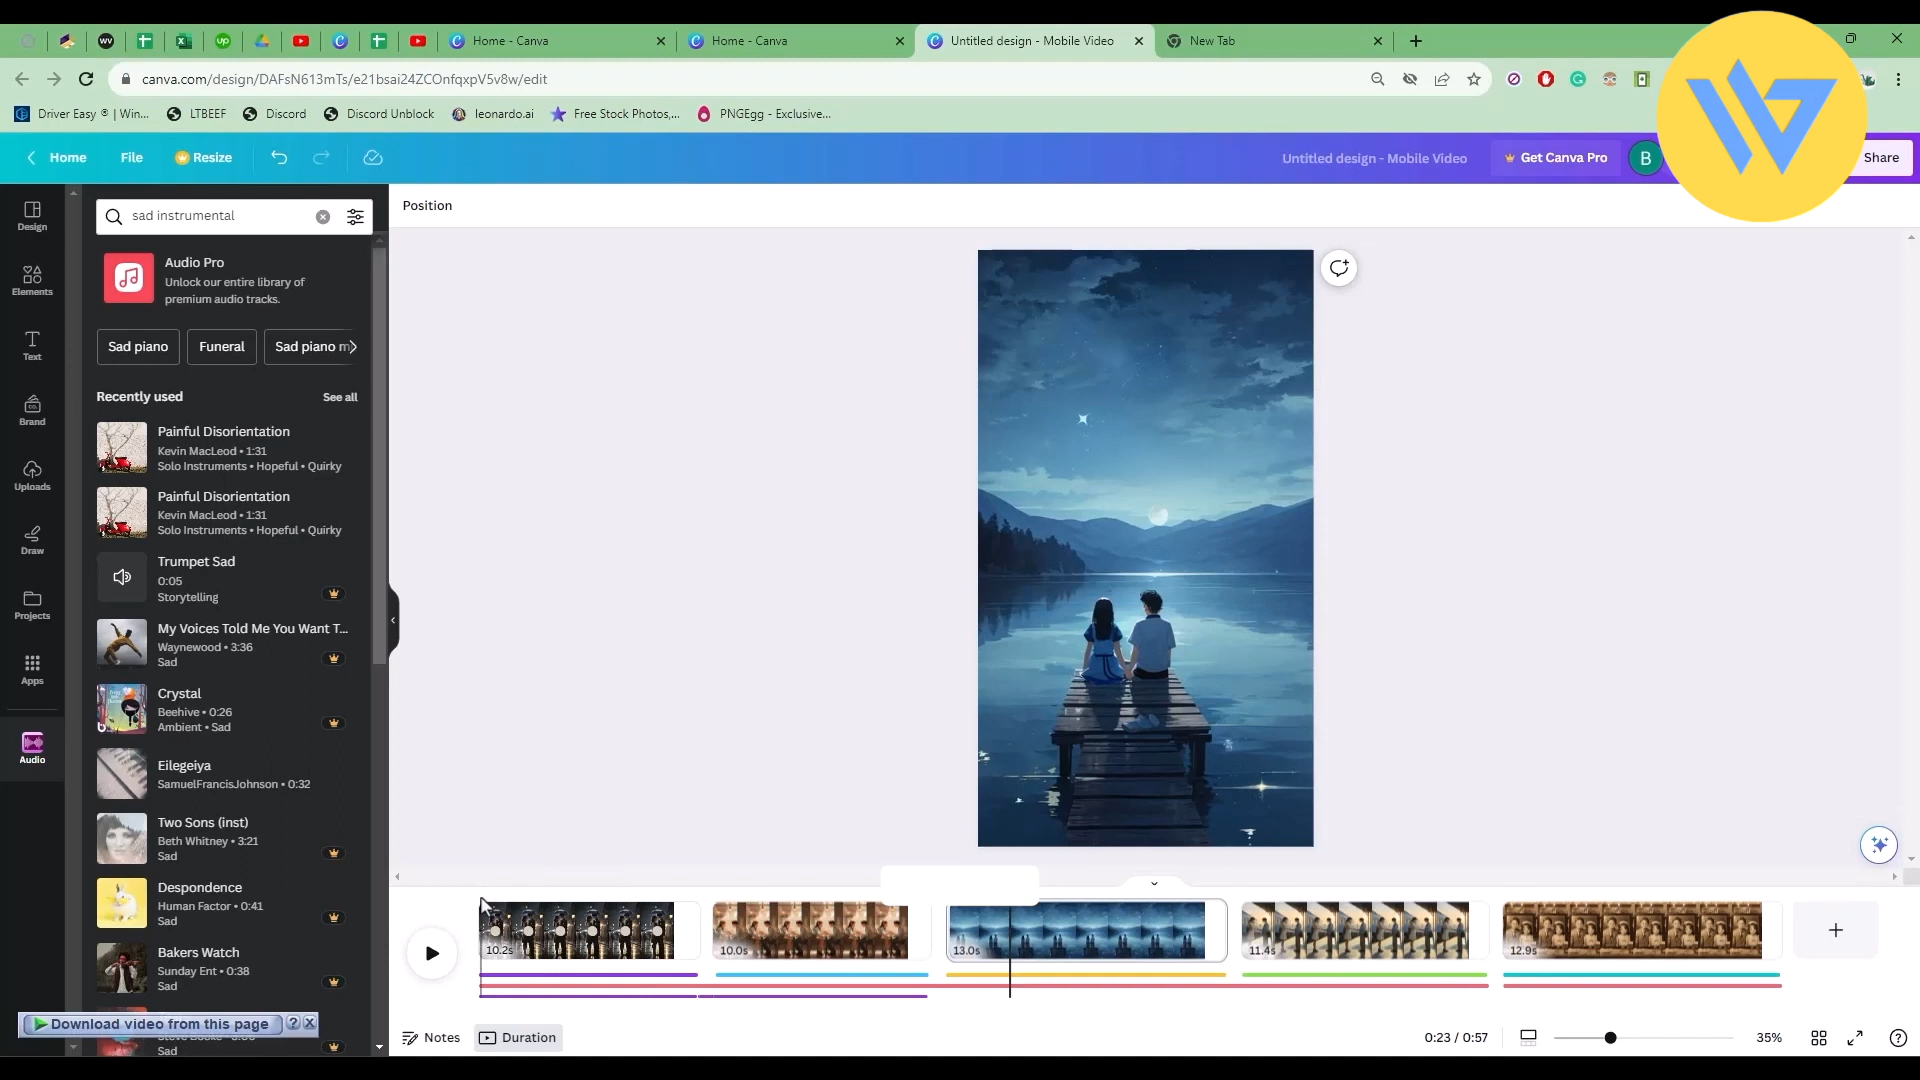 Home - Canva
Home - Canva
Untitled design - Mobile Video
New Tab
canva.com/design/DAFsN613mTs/e21bsai24ZCOnfqxpV5v8w/edit
Driver Easy ® | Win...
LTBEEF
Discord
Discord Unblock
leonardo.ai
Free Stock Photos,...
PNGEgg - Exclusive...
Home
File
Resize
Untitled design - Mobile Video
Get Canva Pro
B
Share
Design
Elements
Text
Brand
Uploads
Draw
Projects
Apps
Audio
sad instrumental
Audio Pro
Unlock our entire library of
premium audio tracks.
Sad piano
Funeral
Sad piano m
Recently used
See all
Painful Disorientation
Kevin MacLeod • 1:31
Solo Instruments • Hopeful • Quirky
Painful Disorientation
Kevin MacLeod • 1:31
Solo Instruments • Hopeful • Quirky
Trumpet Sad
0:05
Storytelling
My Voices Told Me You Want T...
Waynewood • 3:36
Sad
Crystal
Beehive • 0:26
Ambient • Sad
Eilegeiya
SamuelFrancisJohnson • 0:32
Two Sons (inst)
Beth Whitney • 3:21
Sad
Despondence
Human Factor • 0:41
Sad
Bakers Watch
Sunday Ent • 0:38
Sad
Download video from this page
Sad
Position
10.2s
10.0s
13.0s
11.4s
12.9s
Notes
Duration
0:23 / 0:57
35%